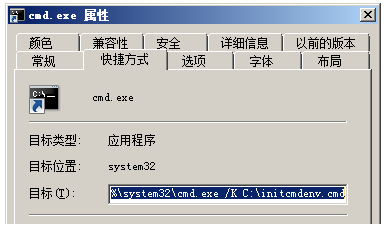 cmd.exe 属性
颜色 兼容性 安全 详细信息 以前的版本
常规 快捷方式 选项 字体 布局
cmd.exe
目标类型: 应用程序
目标位置: system32
目标(T): %\system32\cmd.exe /K C:\initcmdenv.cmd